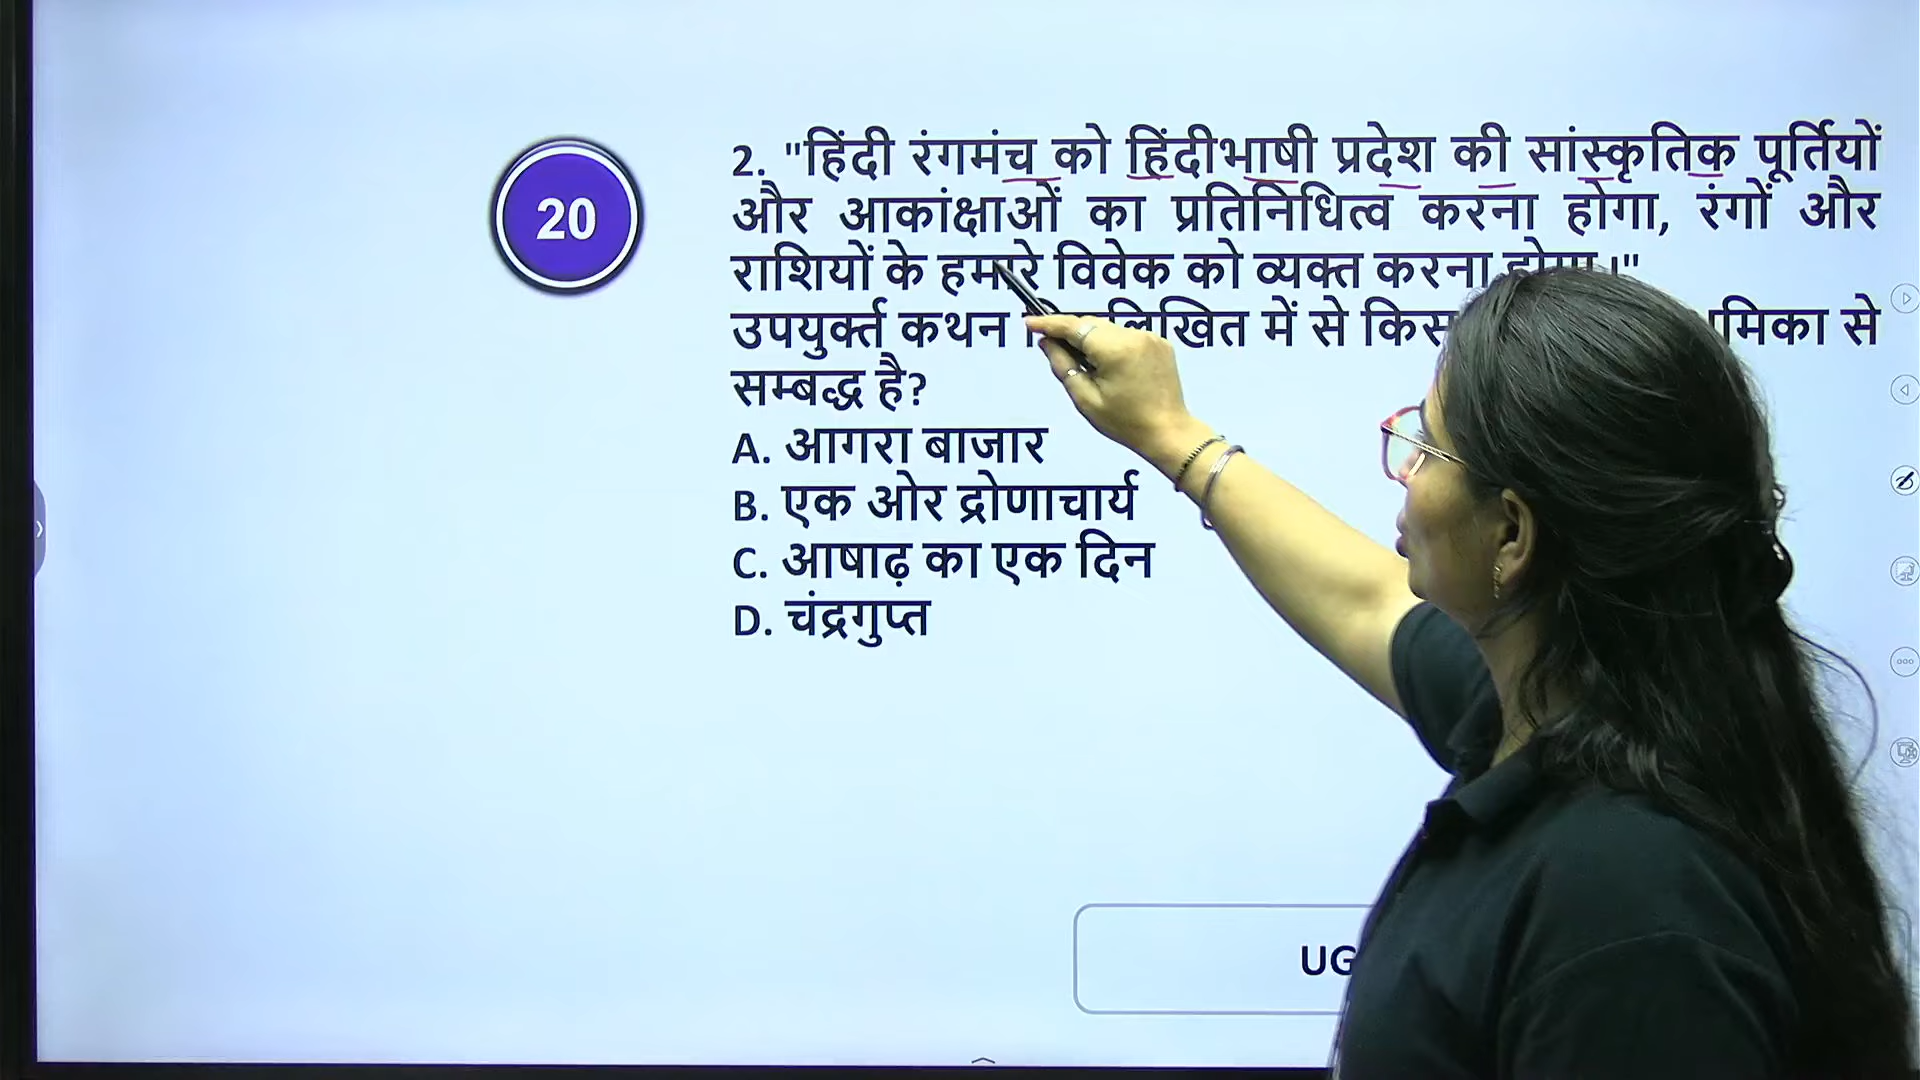 20
2. "हिंदी रंगमंच को हिंदीभाषी प्रदेश की सांस्कृतिक पूर्तियों
और आकांक्षाओं का प्रतिनिधित्व करना होगा, रंगों और
राशियों के हमारे विवेक को व्यक्त करना होगा।"
उपयुर्क्त कथन में से किस से
सम्बद्ध है?
A. आगरा बाजार
B. एक ओर द्रोणाचार्य
C. आषाढ़ का एक दिन
D. चंद्रगुप्त